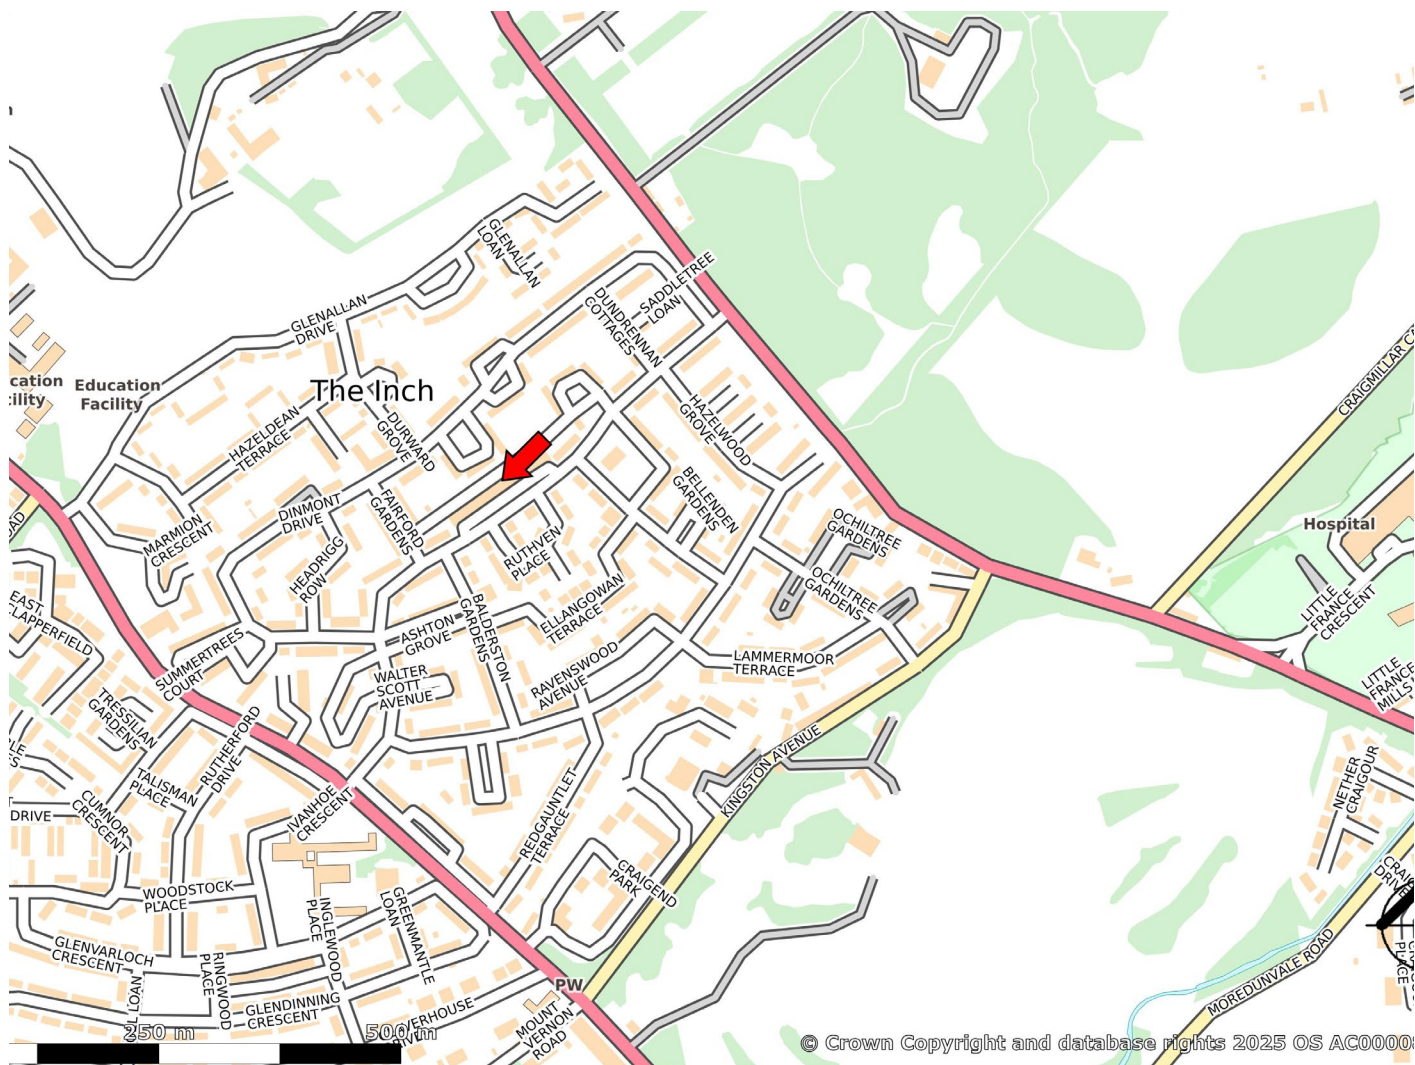 GLENALLAN
LOAN
SADDLETREE
LOAN
DUNDRENNAN
COTTAGES
GLENALLAN
DRIVE
CRAIGMILLAR
Education
Facility
The Inch
HAZELDEAN
TERRACE
DURWARD
GROVE
HAZELWOOD
GROVE
BELLENDEN
GARDENS
MARMION
CRESCENT
DINMONT
DRIVE
FAIRFORD
GARDENS
HEADRIGG
ROW
RUTHVEN
PLACE
OCHILTREE
GARDENS
OCHILTREE
GARDENS
Hospital
LITTLE
FRANCE
CRESCENT
EAST
CLAPPERFIELD
SUMMERTREES
COURT
ASHTON
GROVE
BALDERSTON
GARDENS
ELLANGOWAN
TERRACE
WALTER
SCOTT
AVENUE
RAVENSWOOD
AVENUE
LAMMERMOOR
TERRACE
LITTLE
FRANCE
MILLS
TRESSILIAN
GARDENS
RUTHERFORD
DRIVE
TALISMAN
PLACE
CUMNOR
CRESCENT
DRIVE
IVANHOE
CRESCENT
REDGAUNTLET
TERRACE
KINGSTON AVENUE
NETHER
CRAIGOUR
CRAIGEND
PARK
WOODSTOCK
PLACE
INGLEWOOD
PLACE
GREENMANTLE
LOAN
GLENVARLOCH
CRESCENT
RINGWOOD
PLACE
GLENDINNING
CRESCENT
PW
MOUNT
VERNON
ROAD
MOREDUNVALE ROAD
PLACE
250 m
500 m
© Crown Copyright and database rights 2025 OS